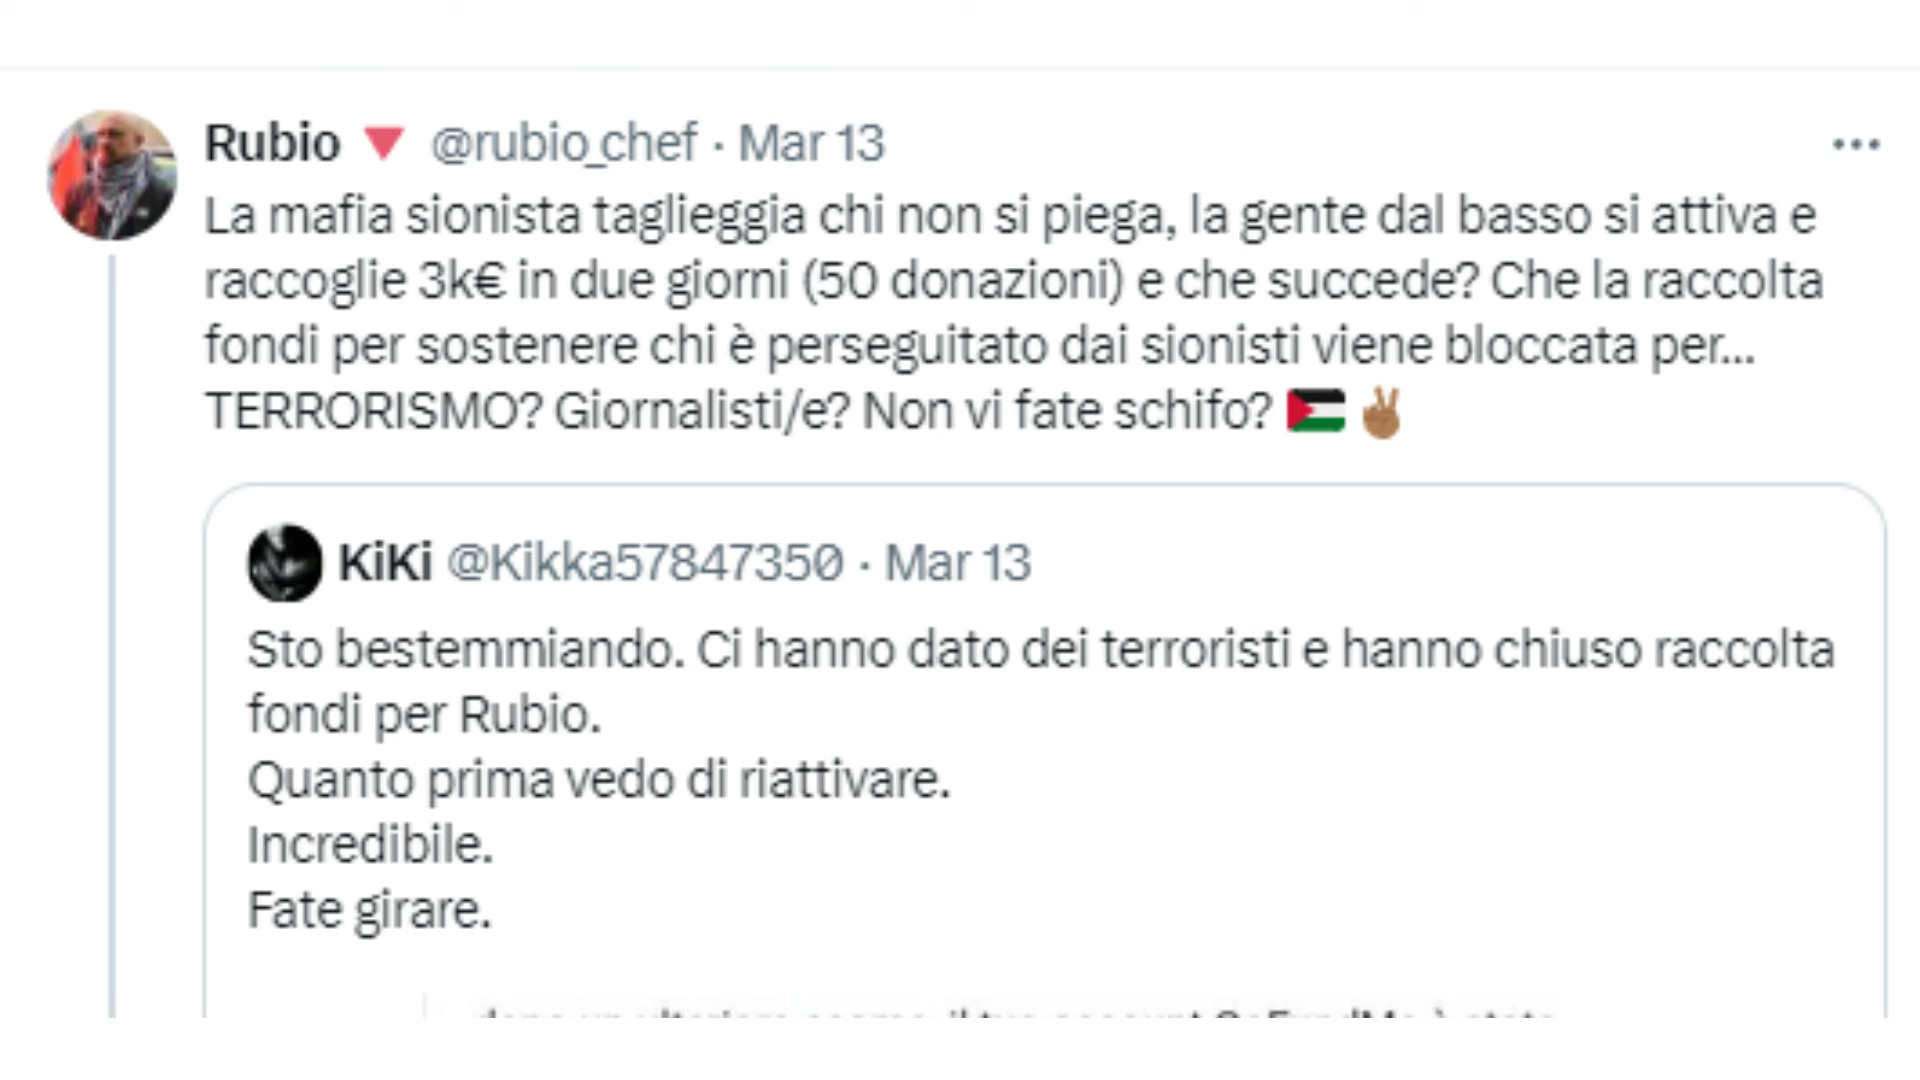 Rubio 🔻 @rubio_chef · Mar 13
La mafia sionista taglieggia chi non si piega, la gente dal basso si attiva e
raccoglie 3k€ in due giorni (50 donazioni) e che succede? Che la raccolta
fondi per sostenere chi è perseguitato dai sionisti viene bloccata per...
TERRORISMO? Giornalisti/e? Non vi fate schifo? 🇵🇸 ✌🏾
KiKi @Kikka57847350 · Mar 13
Sto bestemmiando. Ci hanno dato dei terroristi e hanno chiuso raccolta
fondi per Rubio.
Quanto prima vedo di riattivare.
Incredibile.
Fate girare.